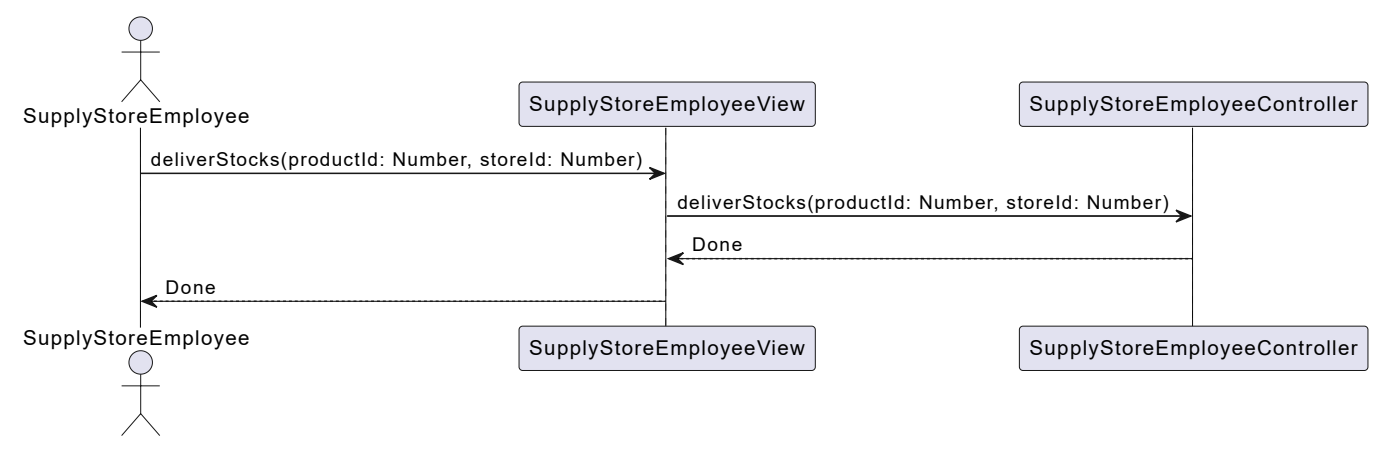 SupplyStoreEmployee
SupplyStoreEmployeeView
SupplyStoreEmployeeController
deliverStocks(productId: Number, storeId: Number)
deliverStocks(productId: Number, storeId: Number)
Done
Done
SupplyStoreEmployee
SupplyStoreEmployeeView
SupplyStoreEmployeeController